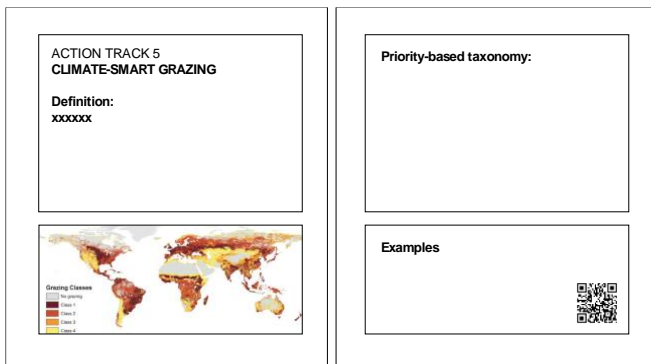 ACTION TRACK 5
CLIMATE-SMART GRAZING
Definition:
xxxxxx
Grazing Classes
No grazing
Class 1
Class 2
Class 3
Class 4
Priority-based taxonomy:
Examples